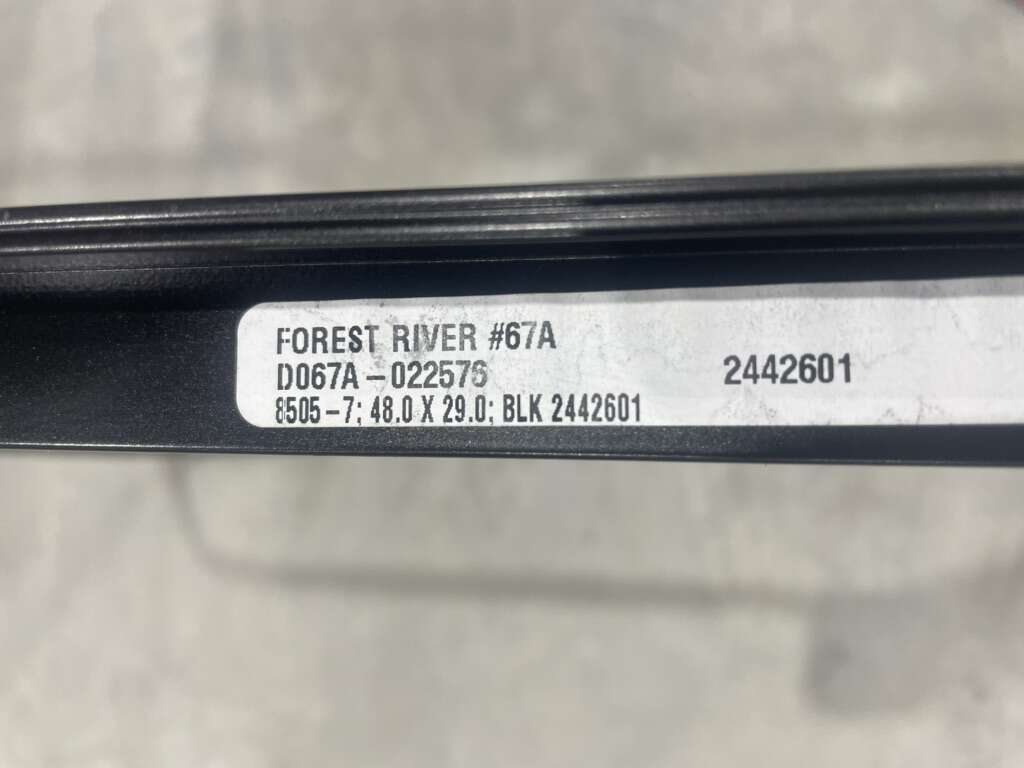 FOREST RIVER #67A
D067A-022576 2442601
8505-7; 48.0 X 29.0; BLK 2442601